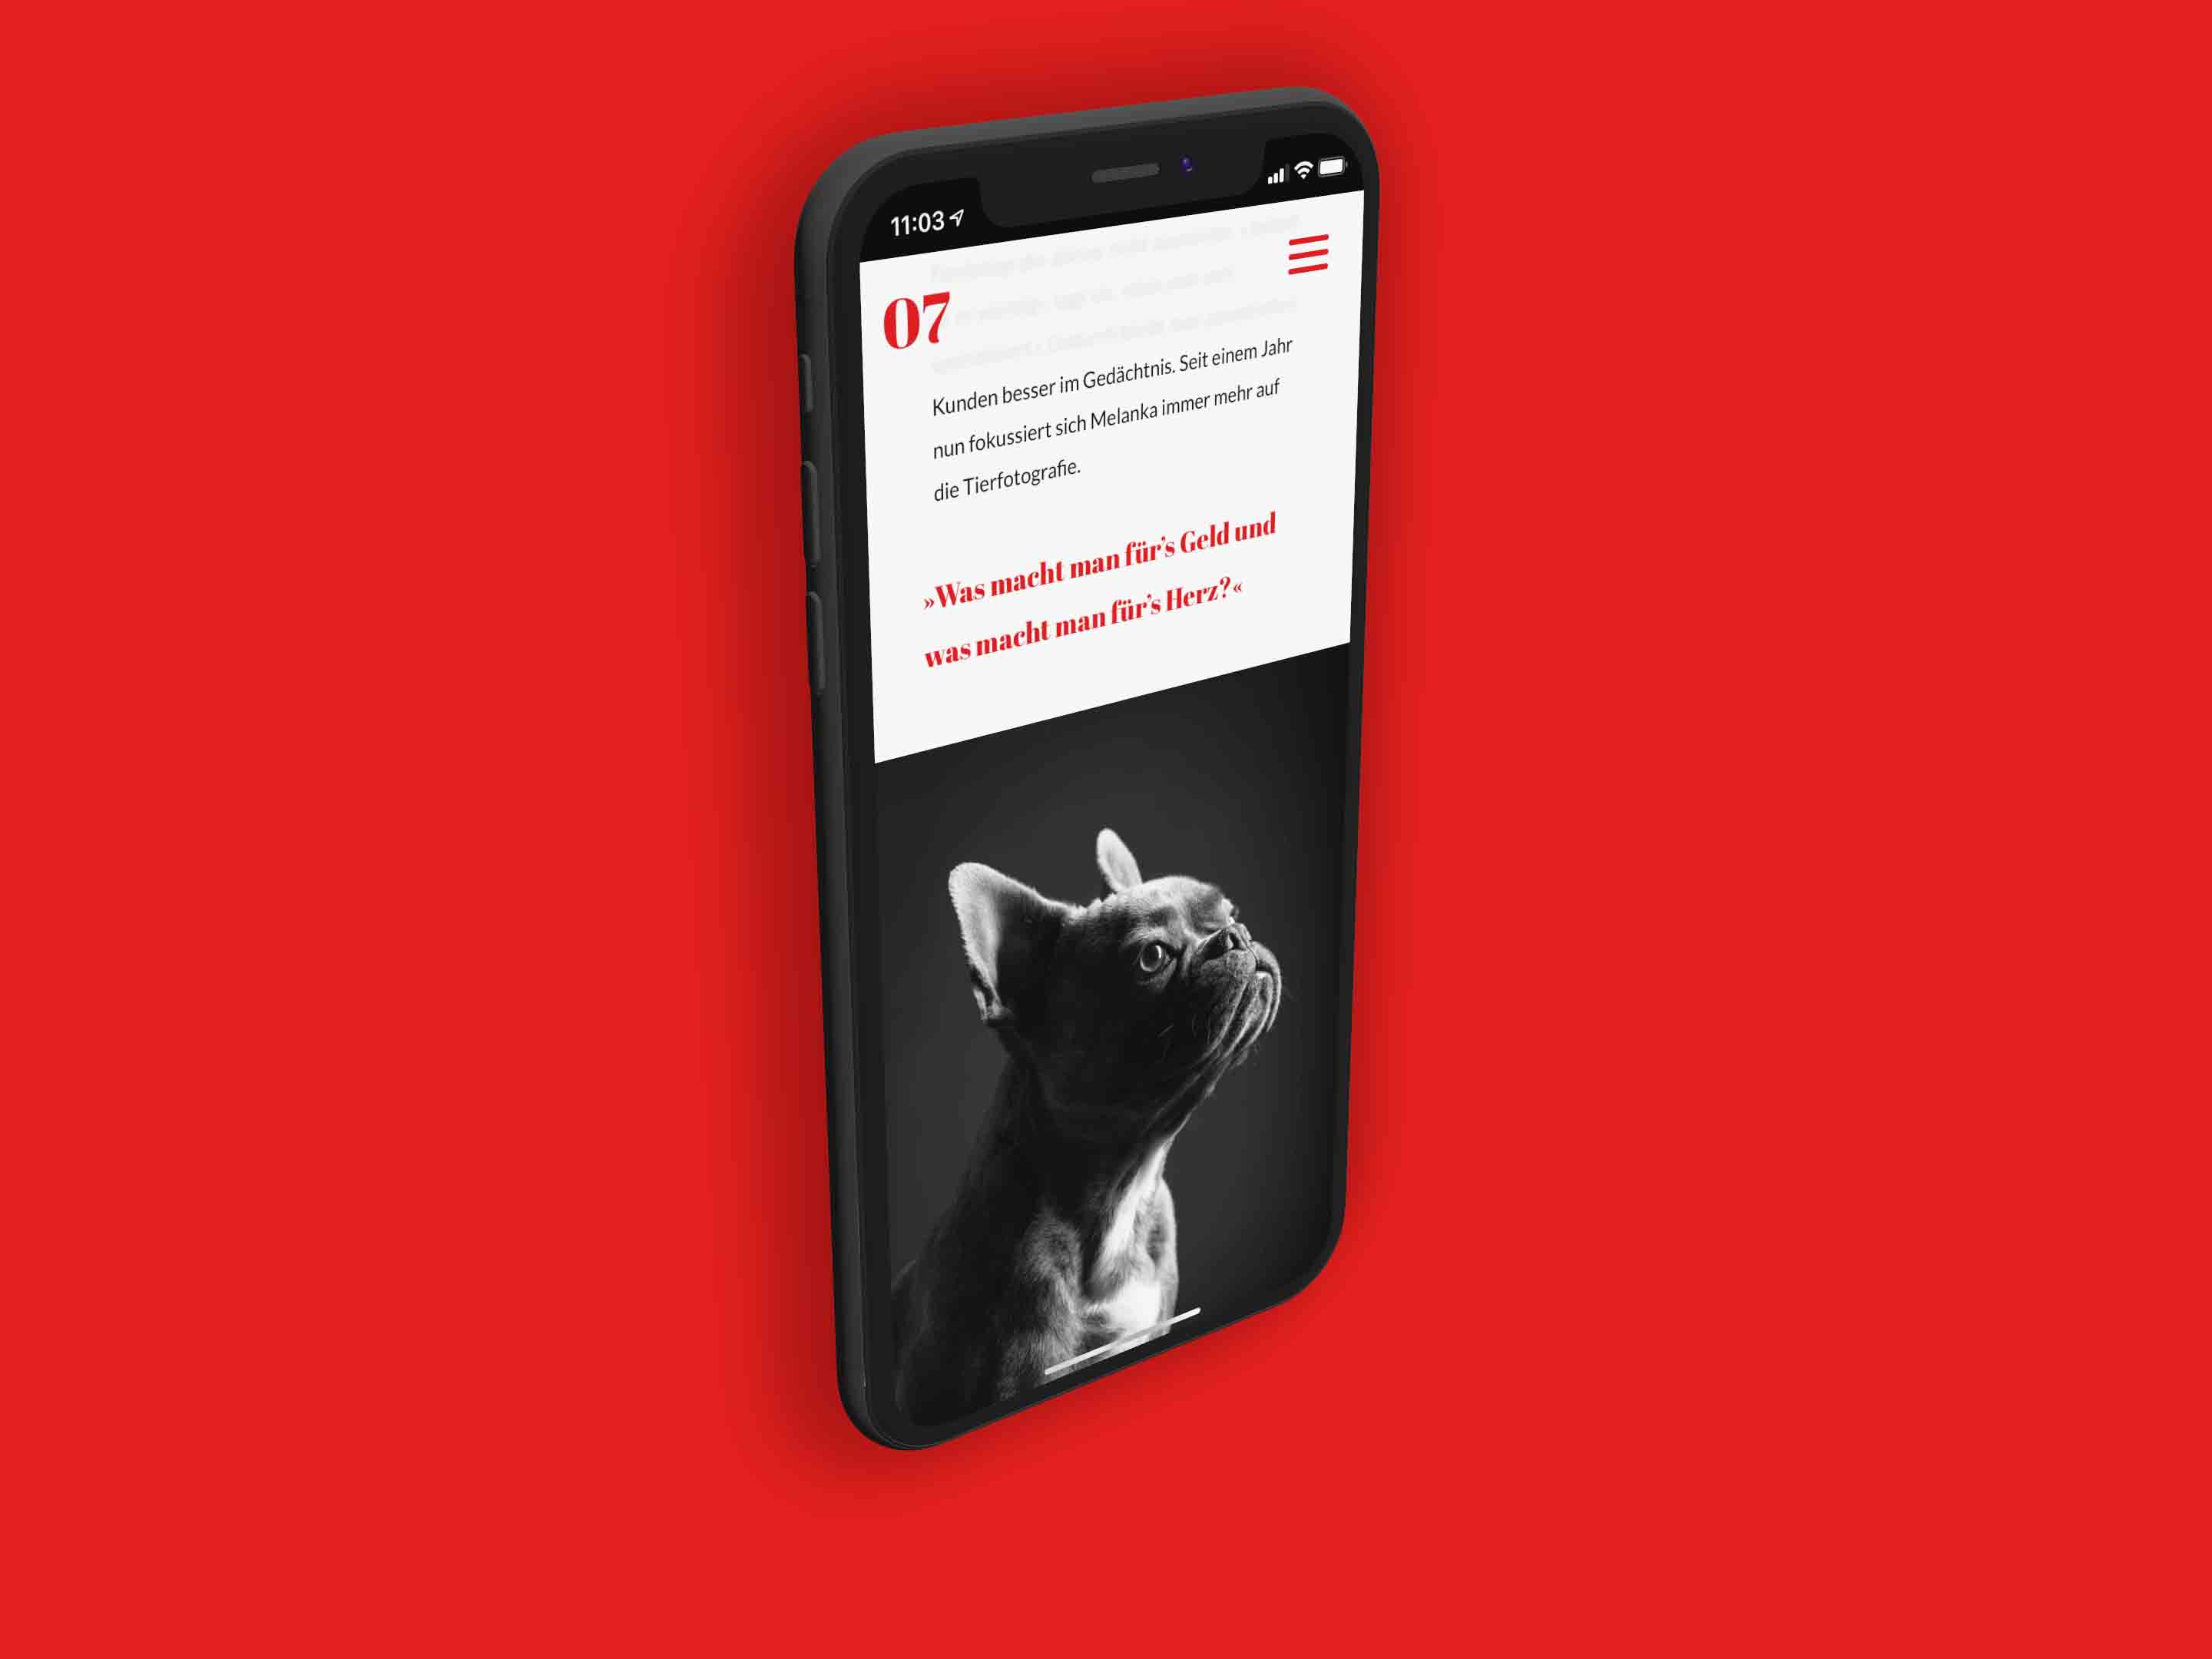 11:03
07
Kunden besser im Gedächtnis. Seit einem Jahr
nun fokussiert sich Melanka immer mehr auf
die Tierfotografie.
»Was macht man für’s Geld und
was macht man für’s Herz?«